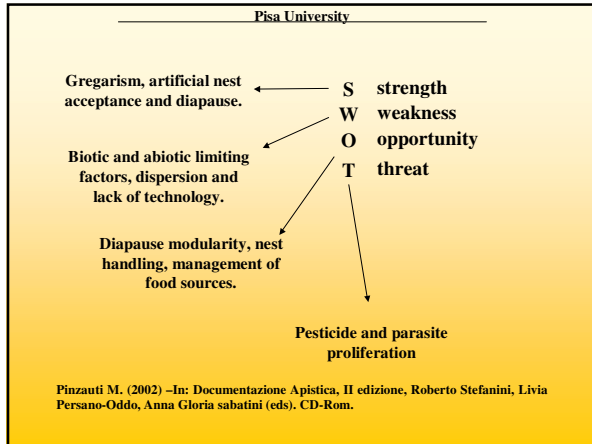 Pisa University
Gregarism, artificial nest
acceptance and diapause.
S strength
W weakness
O opportunity
T threat
Biotic and abiotic limiting
factors, dispersion and
lack of technology.
Diapause modularity, nest
handling, management of
food sources.
Pesticide and parasite
proliferation
Pinzauti M. (2002) –In: Documentazione Apistica, II edizione, Roberto Stefanini, Livia
Persano-Oddo, Anna Gloria sabatini (eds). CD-Rom.